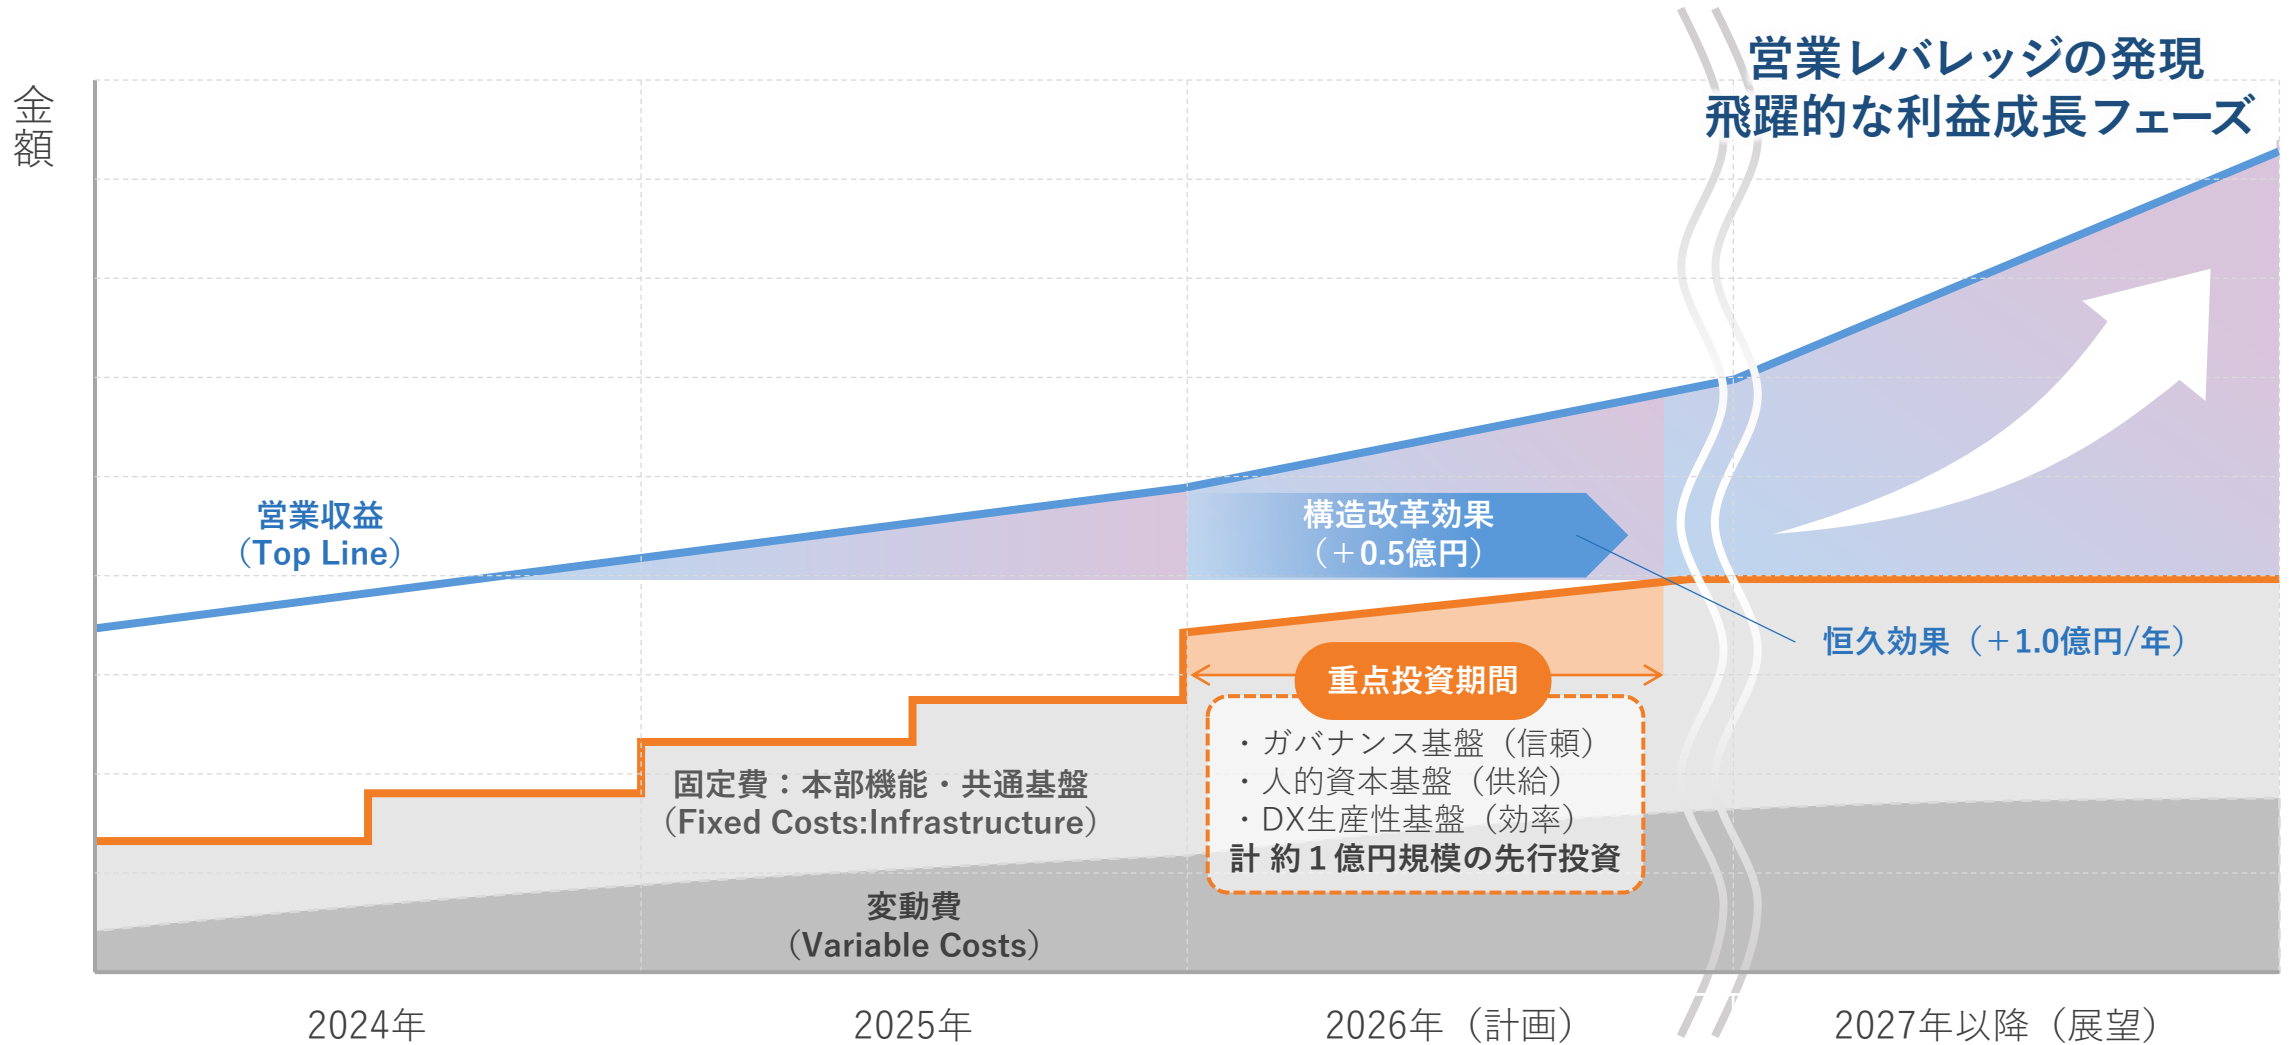 営業レバレッジの発現
飛躍的な利益成長フェーズ
金額
営業収益
（Top Line）
構造改革効果
（＋0.5億円）
恒久効果（＋1.0億円/年）
重点投資期間
・ガバナンス基盤（信頼）
・人的資本基盤（供給）
・DX生産性基盤（効率）
計 約１億円規模の先行投資
固定費：本部機能・共通基盤
（Fixed Costs:Infrastructure）
変動費
（Variable Costs）
2024年
2025年
2026年（計画）
2027年以降（展望）